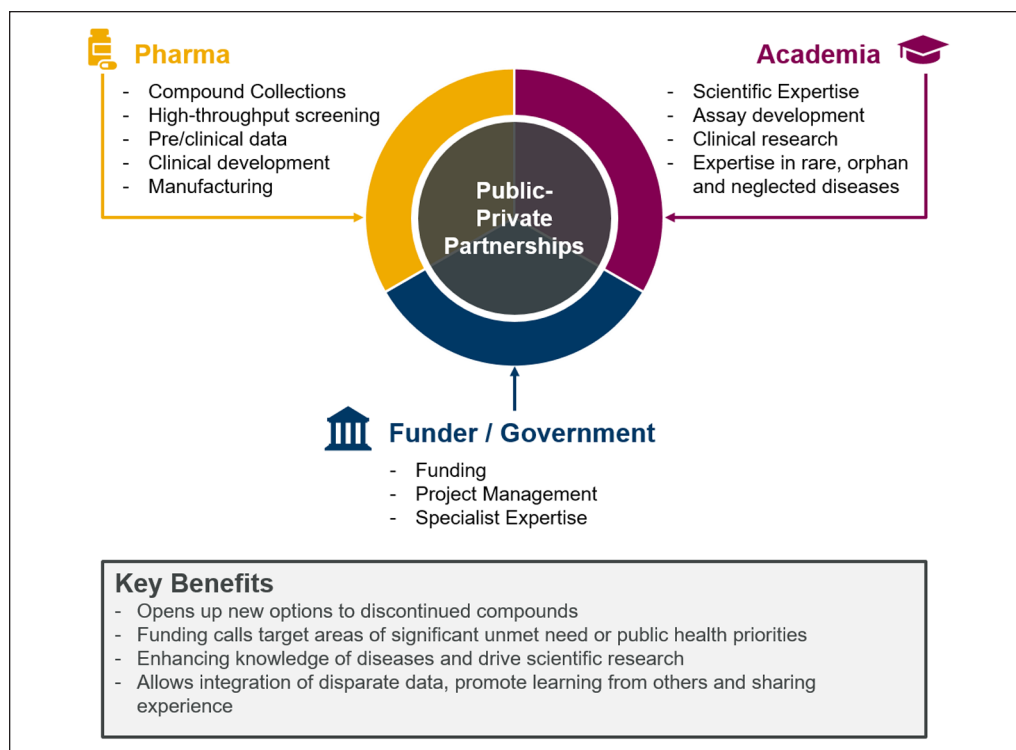 Pharma
- Compound Collections
- High-throughput screening
- Pre/clinical data
- Clinical development
- Manufacturing
Academia
- Scientific Expertise
- Assay development
- Clinical research
- Expertise in rare, orphan
and neglected diseases
Public-
Private
Partnerships
Funder / Government
- Funding
- Project Management
- Specialist Expertise
Key Benefits
- Opens up new options to discontinued compounds
- Funding calls target areas of significant unmet need or public health priorities
- Enhancing knowledge of diseases and drive scientific research
- Allows integration of disparate data, promote learning from others and sharing
experience